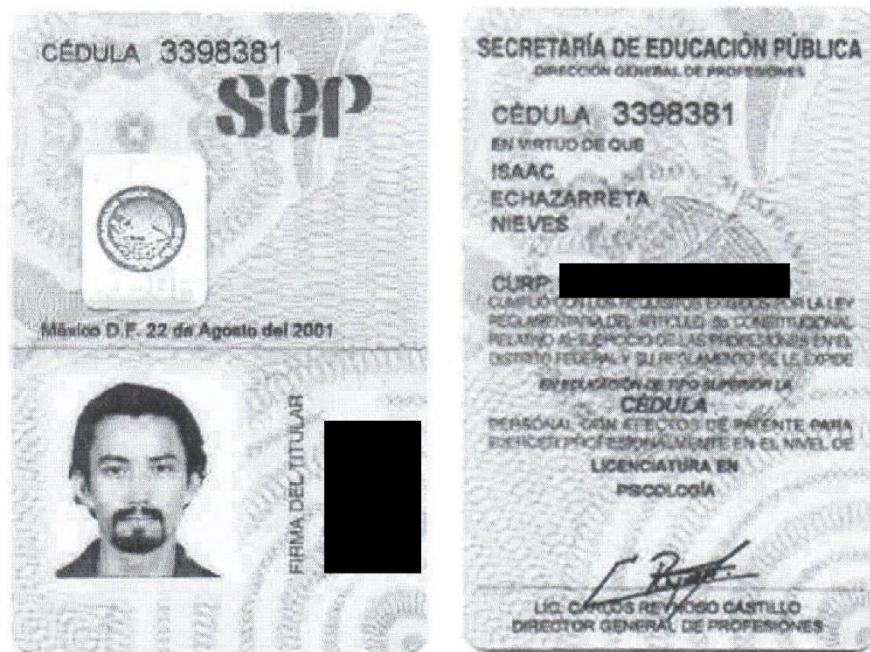 CÉDULA 3398381
SEP
México D.F. 22 de Agosto del 2001
FIRMA DEL TITULAR
SECRETARÍA DE EDUCACIÓN PÚBLICA
DIRECCIÓN GENERAL DE PROFESIONES
CÉDULA 3398381
EN VIRTUD DE QUE
ISAAC
ECHAZARRETA
NIEVES
CURP:
CUMPLIÓ CON LOS REQUISITOS EXIGIDOS POR LA LEY
REGLAMENTARIA DEL ARTÍCULO 5o CONSTITUCIONAL
RELATIVO AL EJERCICIO DE LAS PROFESIONES EN EL
DISTRITO FEDERAL Y SU REGLAMENTO SE LE EXPIDE
EN EDUCACIÓN DE TIPO SUPERIOR LA
CÉDULA
PERSONAL CON EFECTOS DE PATENTE PARA
EJERCER PROFESIONALMENTE EN EL NIVEL DE
LICENCIATURA EN
PSICOLOGÍA
LIC. CARLOS REYNOSO CASTILLO
DIRECTOR GENERAL DE PROFESIONES